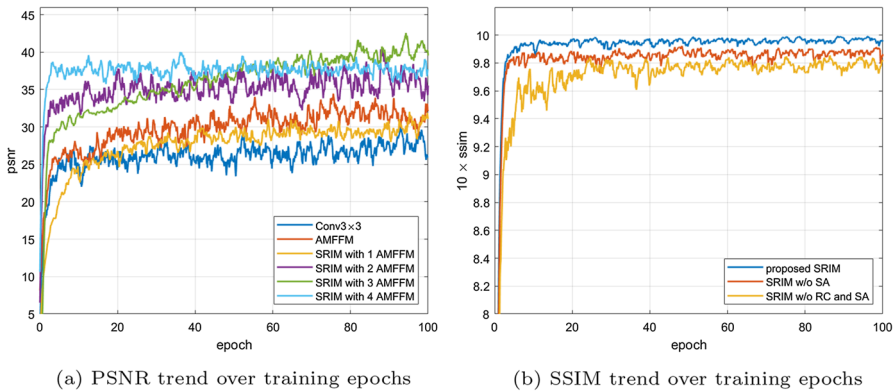 45
40
35
30
25
20
15
10
5
psnr
0
20
40
60
80
100
epoch
Conv3×3
AMFFM
SRIM with 1 AMFFM
SRIM with 2 AMFFM
SRIM with 3 AMFFM
SRIM with 4 AMFFM
(a) PSNR trend over training epochs
10
9.8
9.6
9.4
9.2
9
8.8
8.6
8.4
8.2
8
10 × ssim
0
20
40
60
80
100
epoch
proposed SRIM
SRIM w/o SA
SRIM w/o RC and SA
(b) SSIM trend over training epochs